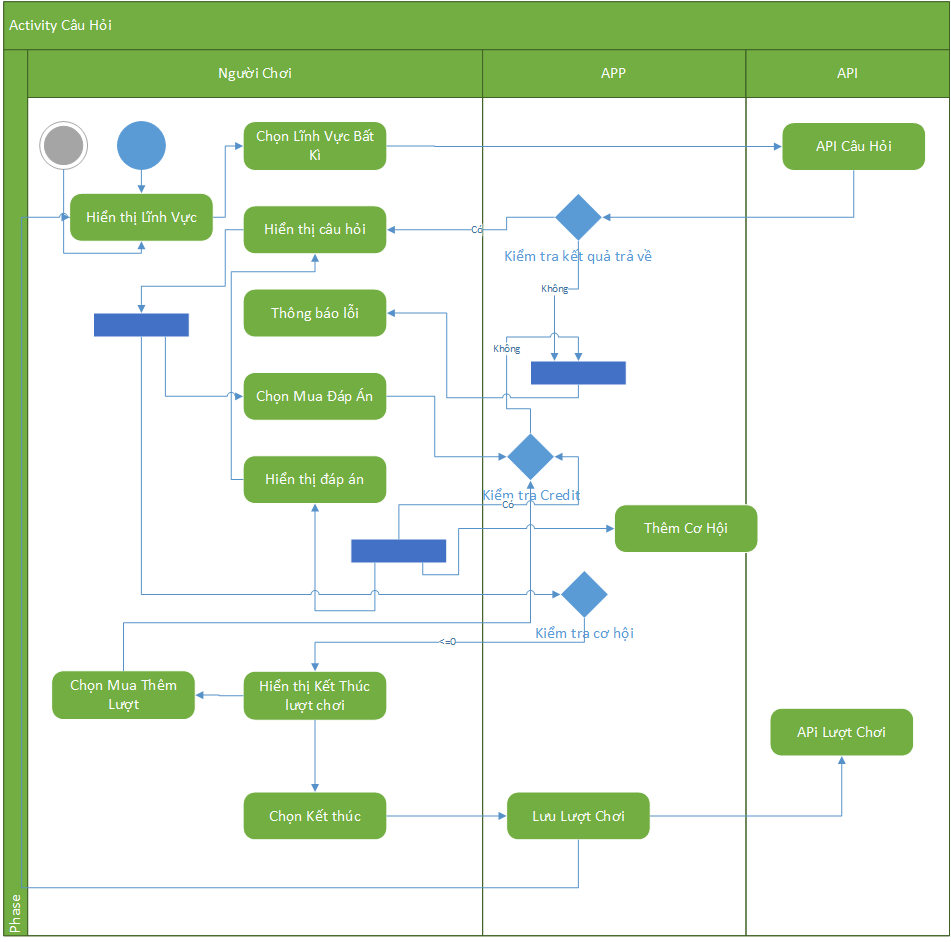 Activity Câu Hỏi
Người Chơi
APP
API
Chọn Lĩnh Vực Bất
Kì
API Câu Hỏi
Hiển thị Lĩnh Vực
Hiển thị câu hỏi
Có
Kiểm tra kết quả trả về
Không
Thông báo lỗi
Không
Chọn Mua Đáp Án
Hiển thị đáp án
Kiểm tra Credit
Có
Thêm Cơ Hội
Kiểm tra cơ hội
<=0
Chọn Mua Thêm
Lượt
Hiển thị Kết Thúc
lượt chơi
APi Lượt Chơi
Chọn Kết thúc
Lưu Lượt Chơi
Phase